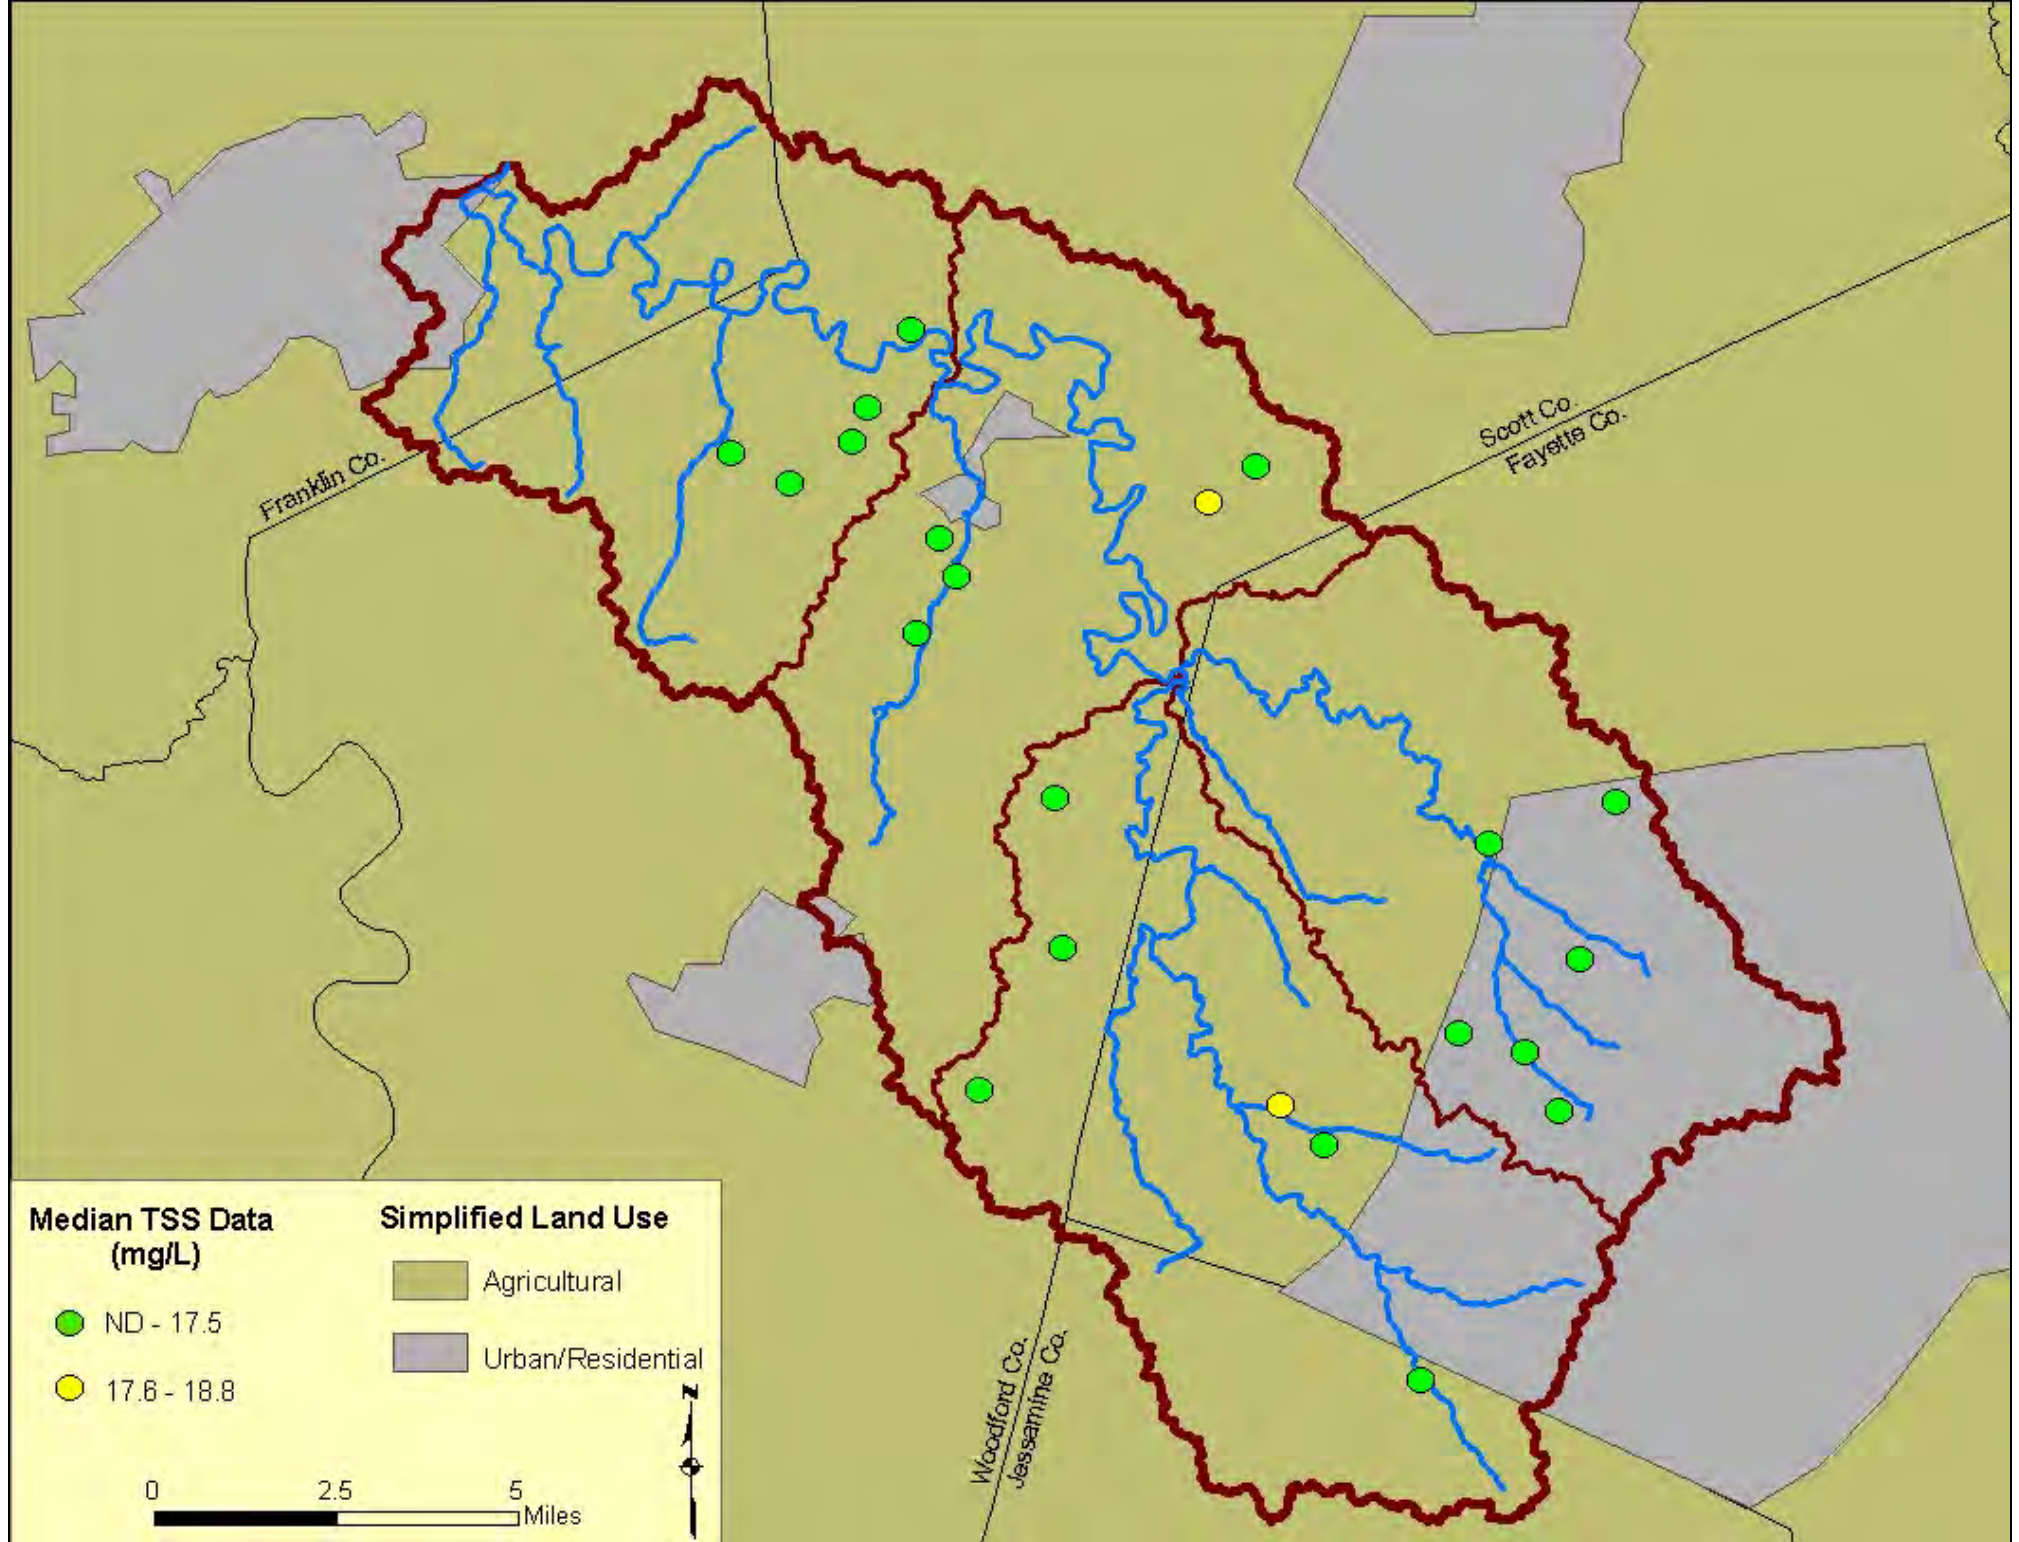 Scott Co.
Fayette Co.
Franklin Co.
Woodford Co.
Jessamine Co.
Median TSS Data
(mg/L)
ND - 17.5
17.6 - 18.8
Simplified Land Use
Agricultural
Urban/Residential
N
0 2.5 5
Miles